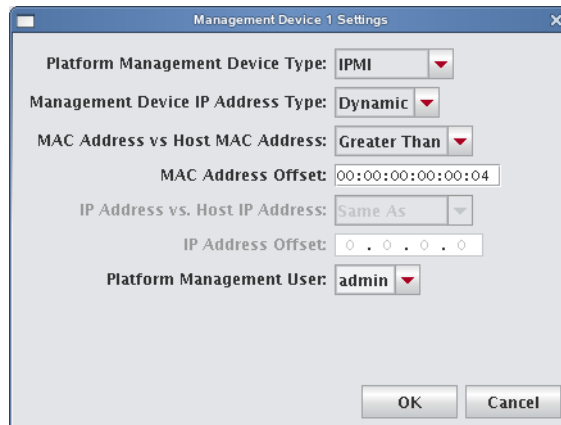 Management Device 1 Settings
Platform Management Device Type: IPMI
Management Device IP Address Type: Dynamic
MAC Address vs Host MAC Address: Greater Than
MAC Address Offset: 00:00:00:00:00:04
IP Address vs. Host IP Address: Same As
IP Address Offset: 0 . 0 . 0 . 0
Platform Management User: admin
OK Cancel